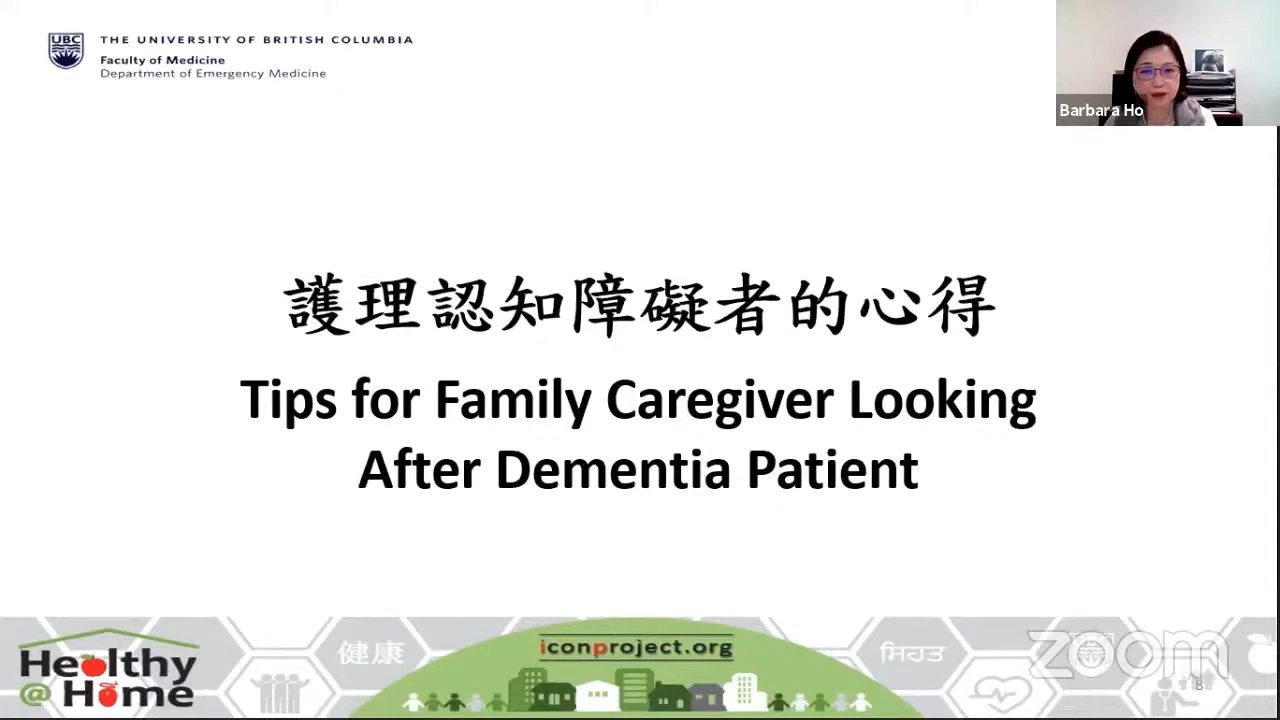 UBC
THE UNIVERSITY OF BRITISH COLUMBIA
Faculty of Medicine
Department of Emergency Medicine
Barbara Ho
護理認知障礙者的心得
Tips for Family Caregiver Looking
After Dementia Patient
Healthy
@ Home
健康
iconproject.org
ਸਿਹਤ
zoom
8